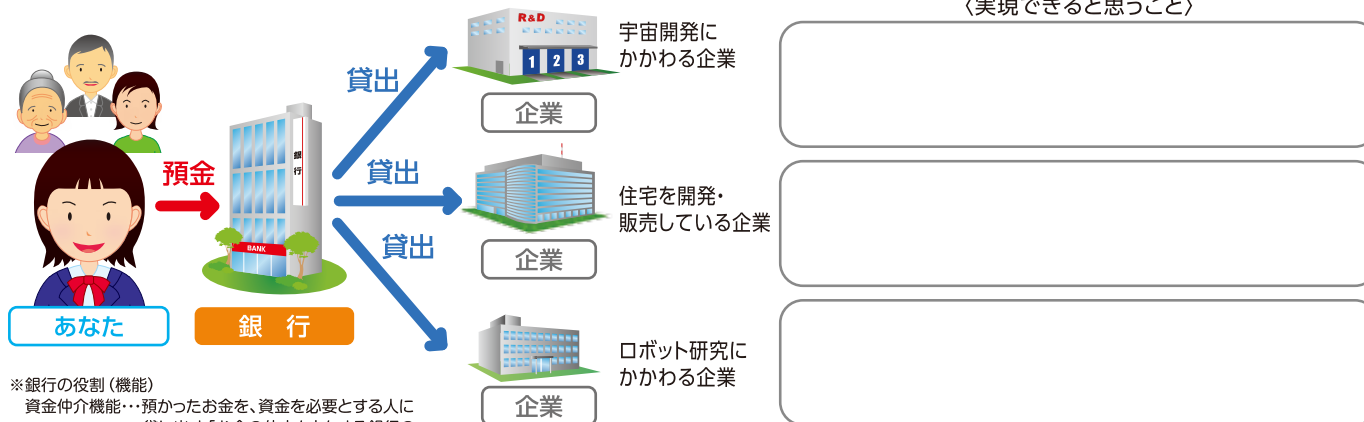 〈実現できると思うこと〉
R&D
1 2 3
宇宙開発に
かかわる企業
貸出
企業
預金
銀行
BANK
貸出
住宅を開発・
販売している企業
貸出
企業
あなた
銀 行
ロボット研究に
かかわる企業
企業
※銀行の役割(機能)
資金仲介機能…預かったお金を、資金を必要とする人に